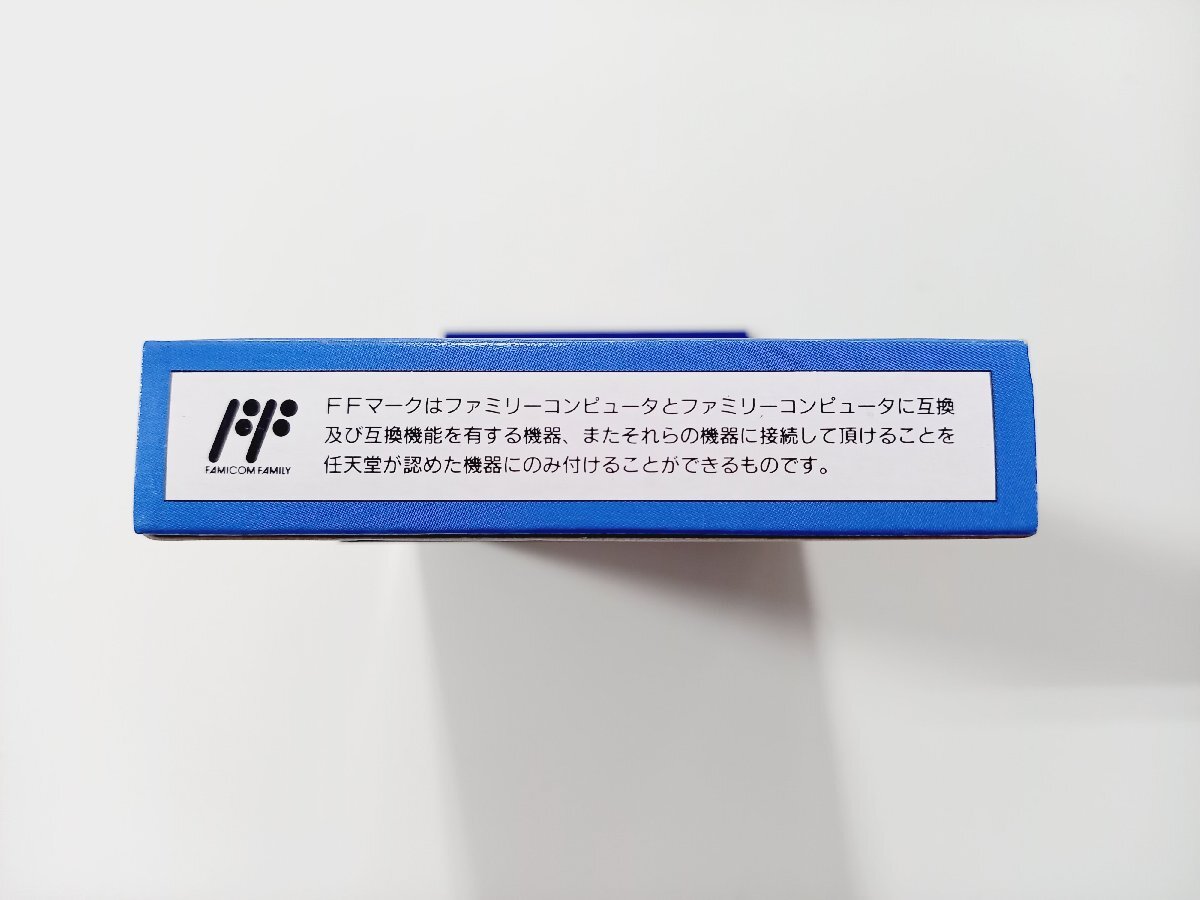 FAMICOM FAMILY
FFマークはファミリーコンピュータとファミリーコンピュータに互換
及び互換機能を有する機器、またそれらの機器に接続して頂けることを
任天堂が認めた機器にのみ付けることができるものです。